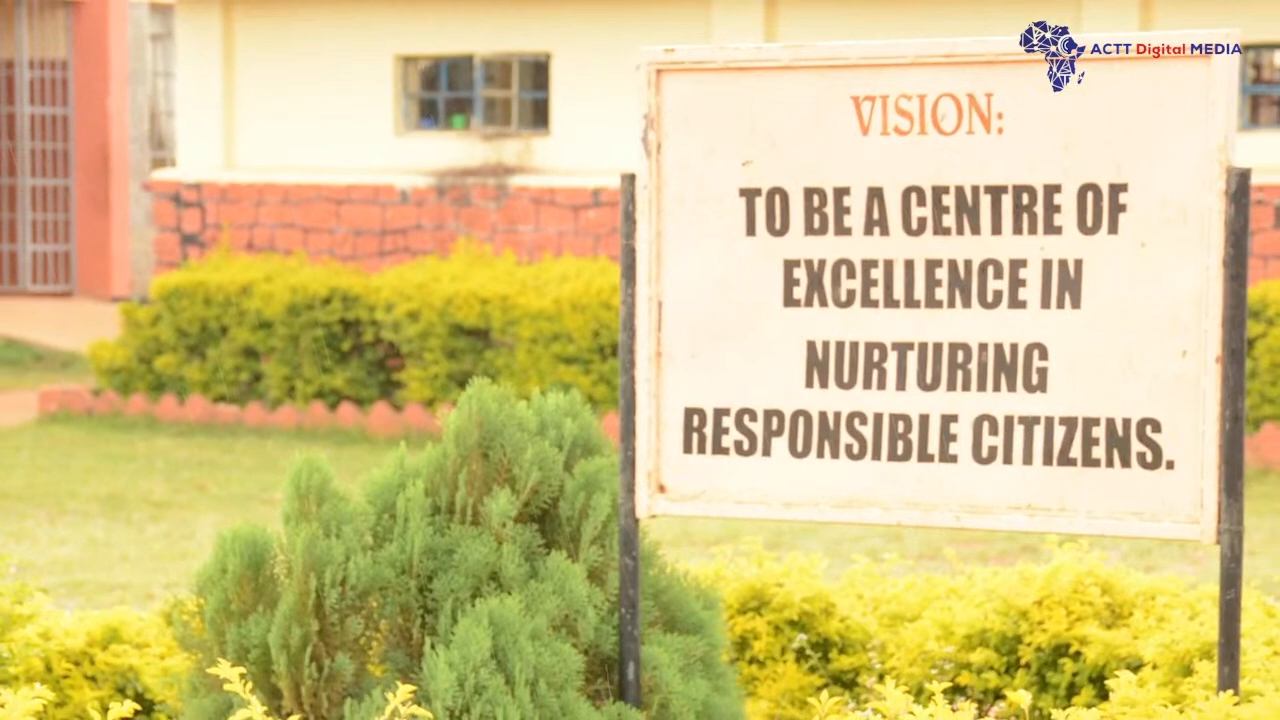 ACTT Digital MEDIA
VISION:
TO BE A CENTRE OF
EXCELLENCE IN
NURTURING
RESPONSIBLE CITIZENS.